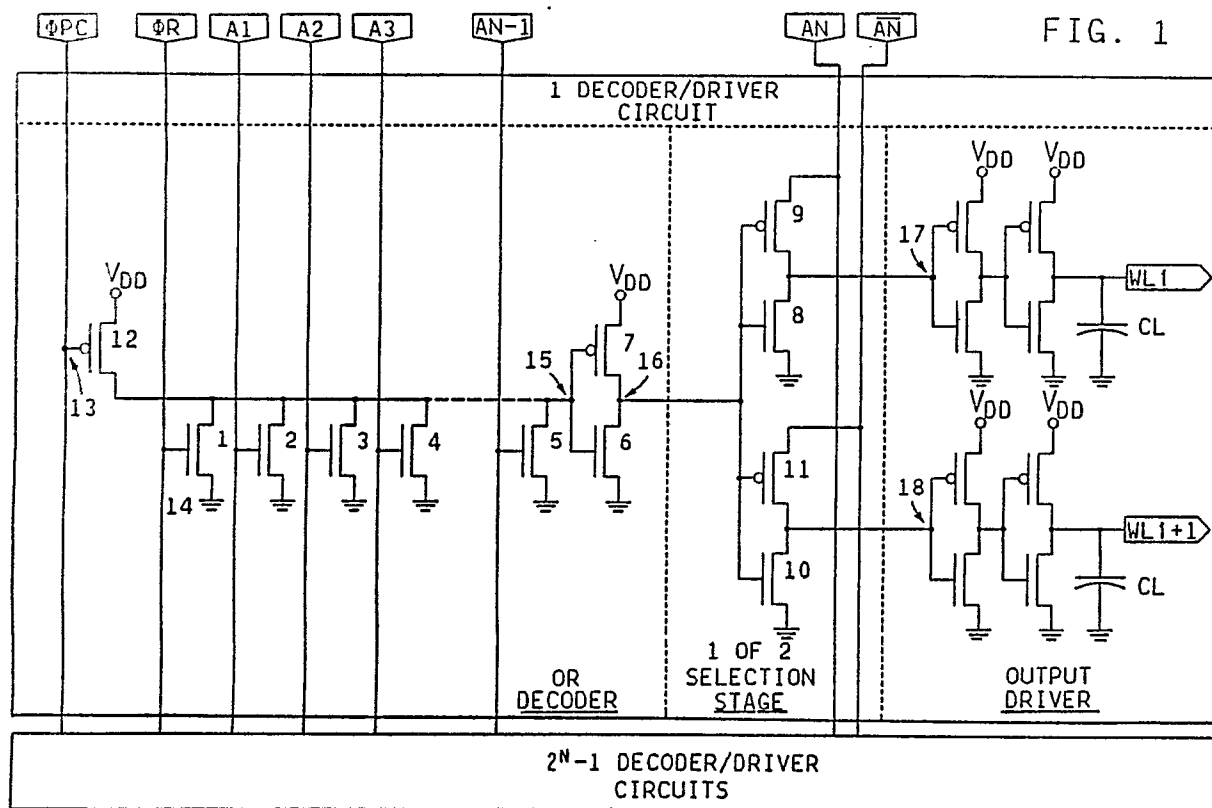 ΦPC ΦR A1 A2 A3 AN-1 AN A̅N̅ FIG. 1
1 DECODER/DRIVER
CIRCUIT
VDD VDD
9
17
WL1
VDD VDD
12 7 8 CL
15 16
13
VDD VDD
1 2 3 4 5 6
11 18
14
WL1+1
10 CL
OR
DECODER
1 OF 2
SELECTION
STAGE
OUTPUT
DRIVER
2ᴺ-1 DECODER/DRIVER
CIRCUITS